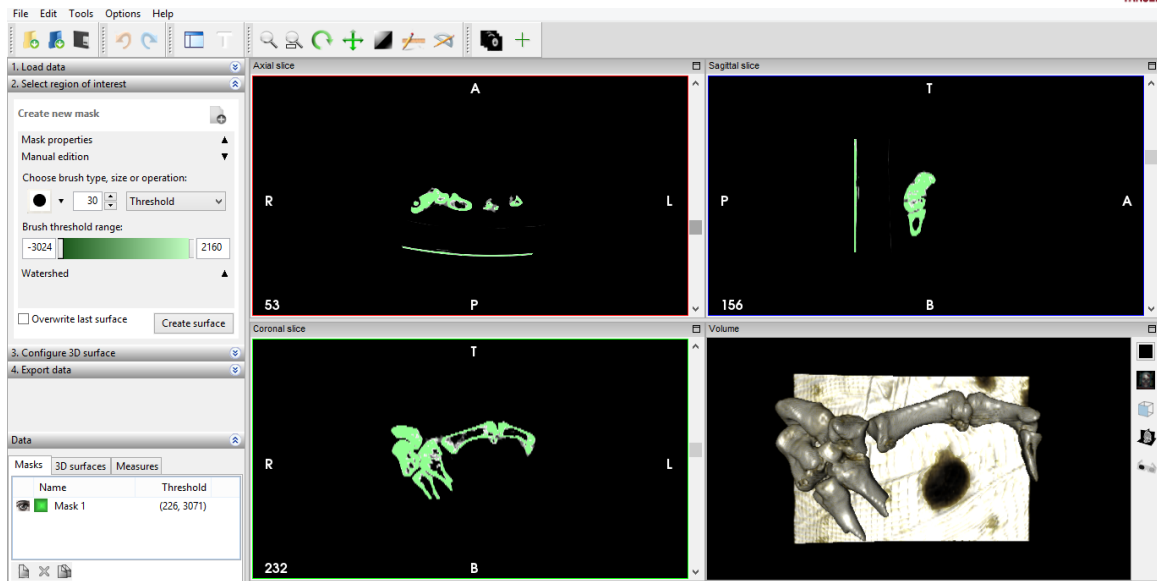 File Edit Tools Options Help
1. Load data
2. Select region of interest
Create new mask
Mask properties
Manual edition
Choose brush type, size or operation:
30 Threshold
Brush threshold range:
-3024 2160
Watershed
Overwrite last surface Create surface
3. Configure 3D surface
4. Export data
Data
Masks 3D surfaces Measures
Name Threshold
Mask 1 (226, 3071)
Axial slice
A
R L
53 P
Sagittal slice
T
P A
156 B
Coronal slice
T
R L
232 B
Volume